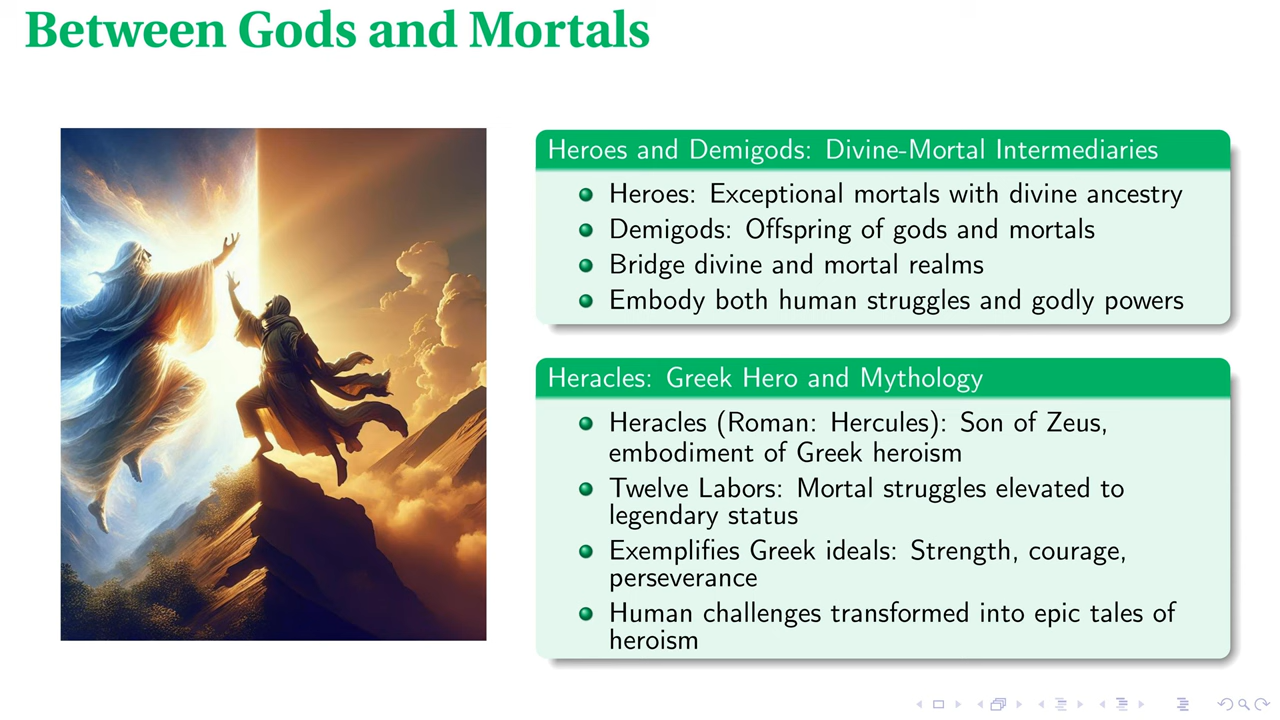 Between Gods and Mortals
Heroes and Demigods: Divine-Mortal Intermediaries
Heroes: Exceptional mortals with divine ancestry
Demigods: Offspring of gods and mortals
Bridge divine and mortal realms
Embody both human struggles and godly powers
Heracles: Greek Hero and Mythology
Heracles (Roman: Hercules): Son of Zeus,
embodiment of Greek heroism
Twelve Labors: Mortal struggles elevated to
legendary status
Exemplifies Greek ideals: Strength, courage,
perseverance
Human challenges transformed into epic tales of
heroism